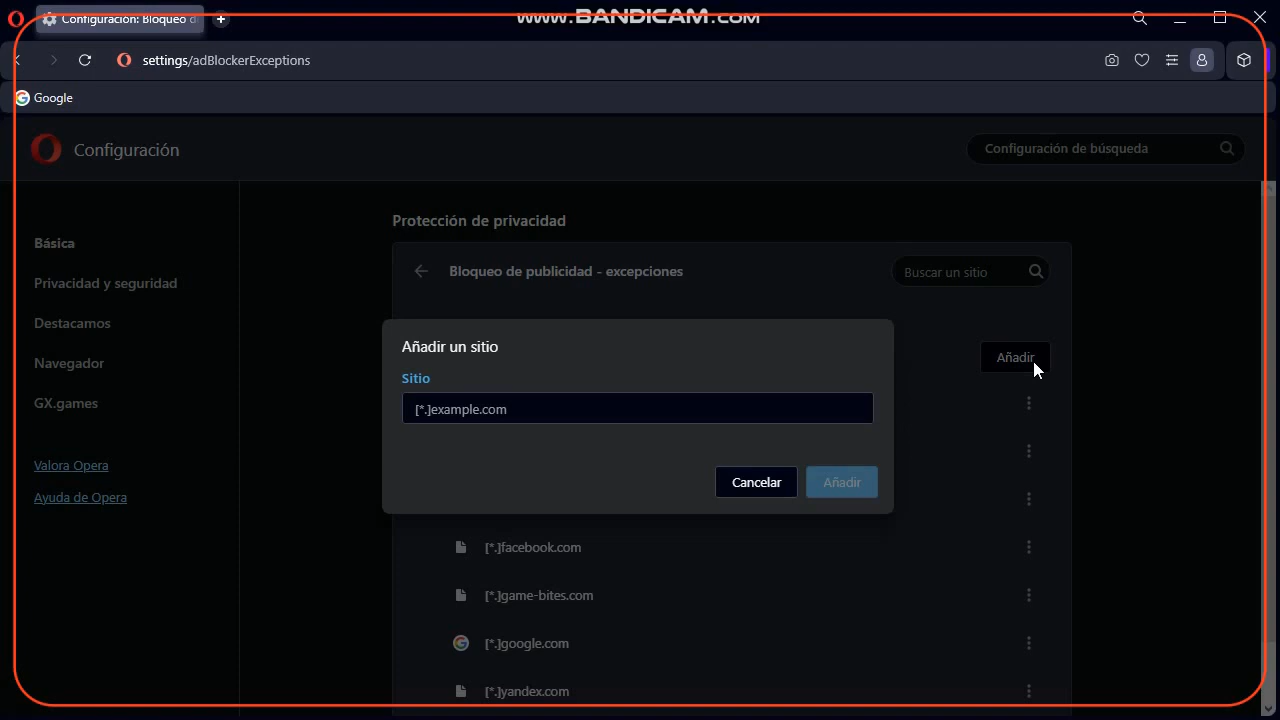 Configuración: Bloqueo d
www.BANDICAM.com
settings/adBlockerExceptions
Google
Configuración
Configuración de búsqueda
Básica
Privacidad y seguridad
Destacamos
Navegador
GX.games
Valora Opera
Ayuda de Opera
Protección de privacidad
Bloqueo de publicidad - excepciones
Buscar un sitio
Añadir
Añadir un sitio
Sitio
[*.]example.com
Cancelar
Añadir
[*.]facebook.com
[*.]game-bites.com
[*.]google.com
[*.]yandex.com